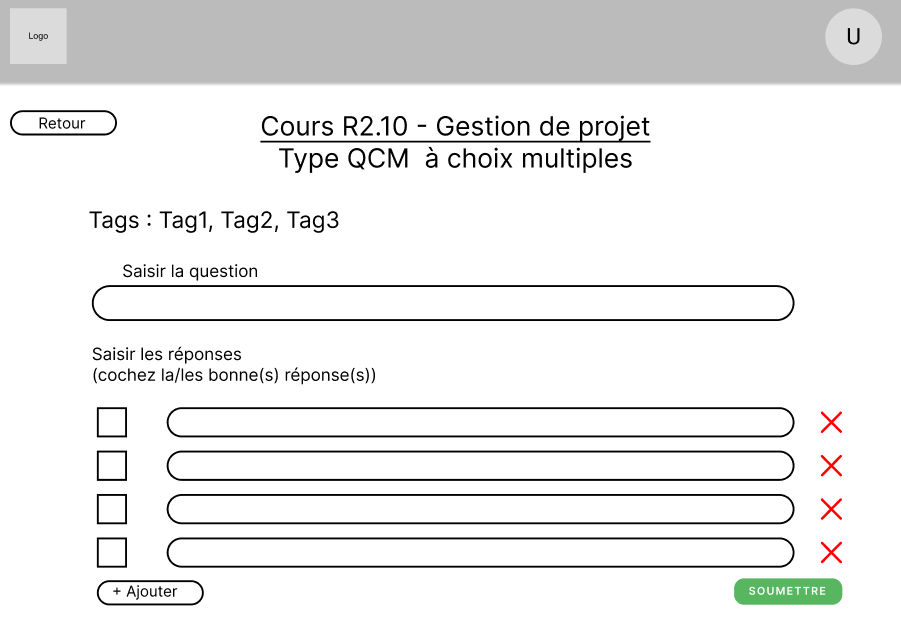 Logo
U
Retour
Cours R2.10 - Gestion de projet
Type QCM à choix multiples
Tags : Tag1, Tag2, Tag3
Saisir la question
Saisir les réponses
(cochez la/les bonne(s) réponse(s))
+ Ajouter
SOUMETTRE